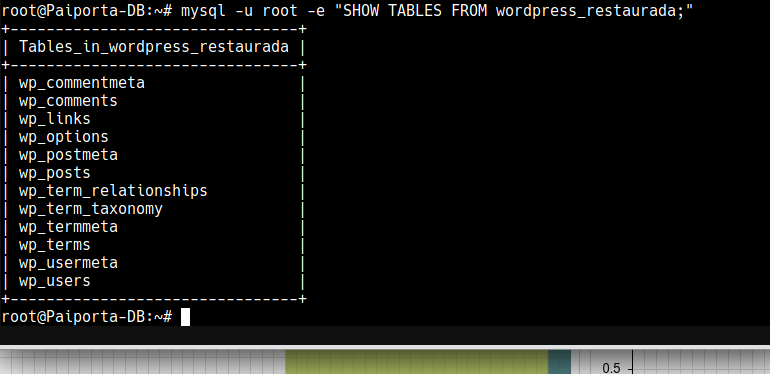 root@Paiporta-DB:~# mysql -u root -e "SHOW TABLES FROM wordpress_restaurada;"
+--------------------------------+
| Tables_in_wordpress_restaurada |
+--------------------------------+
| wp_commentmeta                 |
| wp_comments                    |
| wp_links                       |
| wp_options                     |
| wp_postmeta                    |
| wp_posts                       |
| wp_term_relationships          |
| wp_term_taxonomy               |
| wp_termmeta                    |
| wp_terms                       |
| wp_usermeta                    |
| wp_users                       |
+--------------------------------+
root@Paiporta-DB:~#
0.5